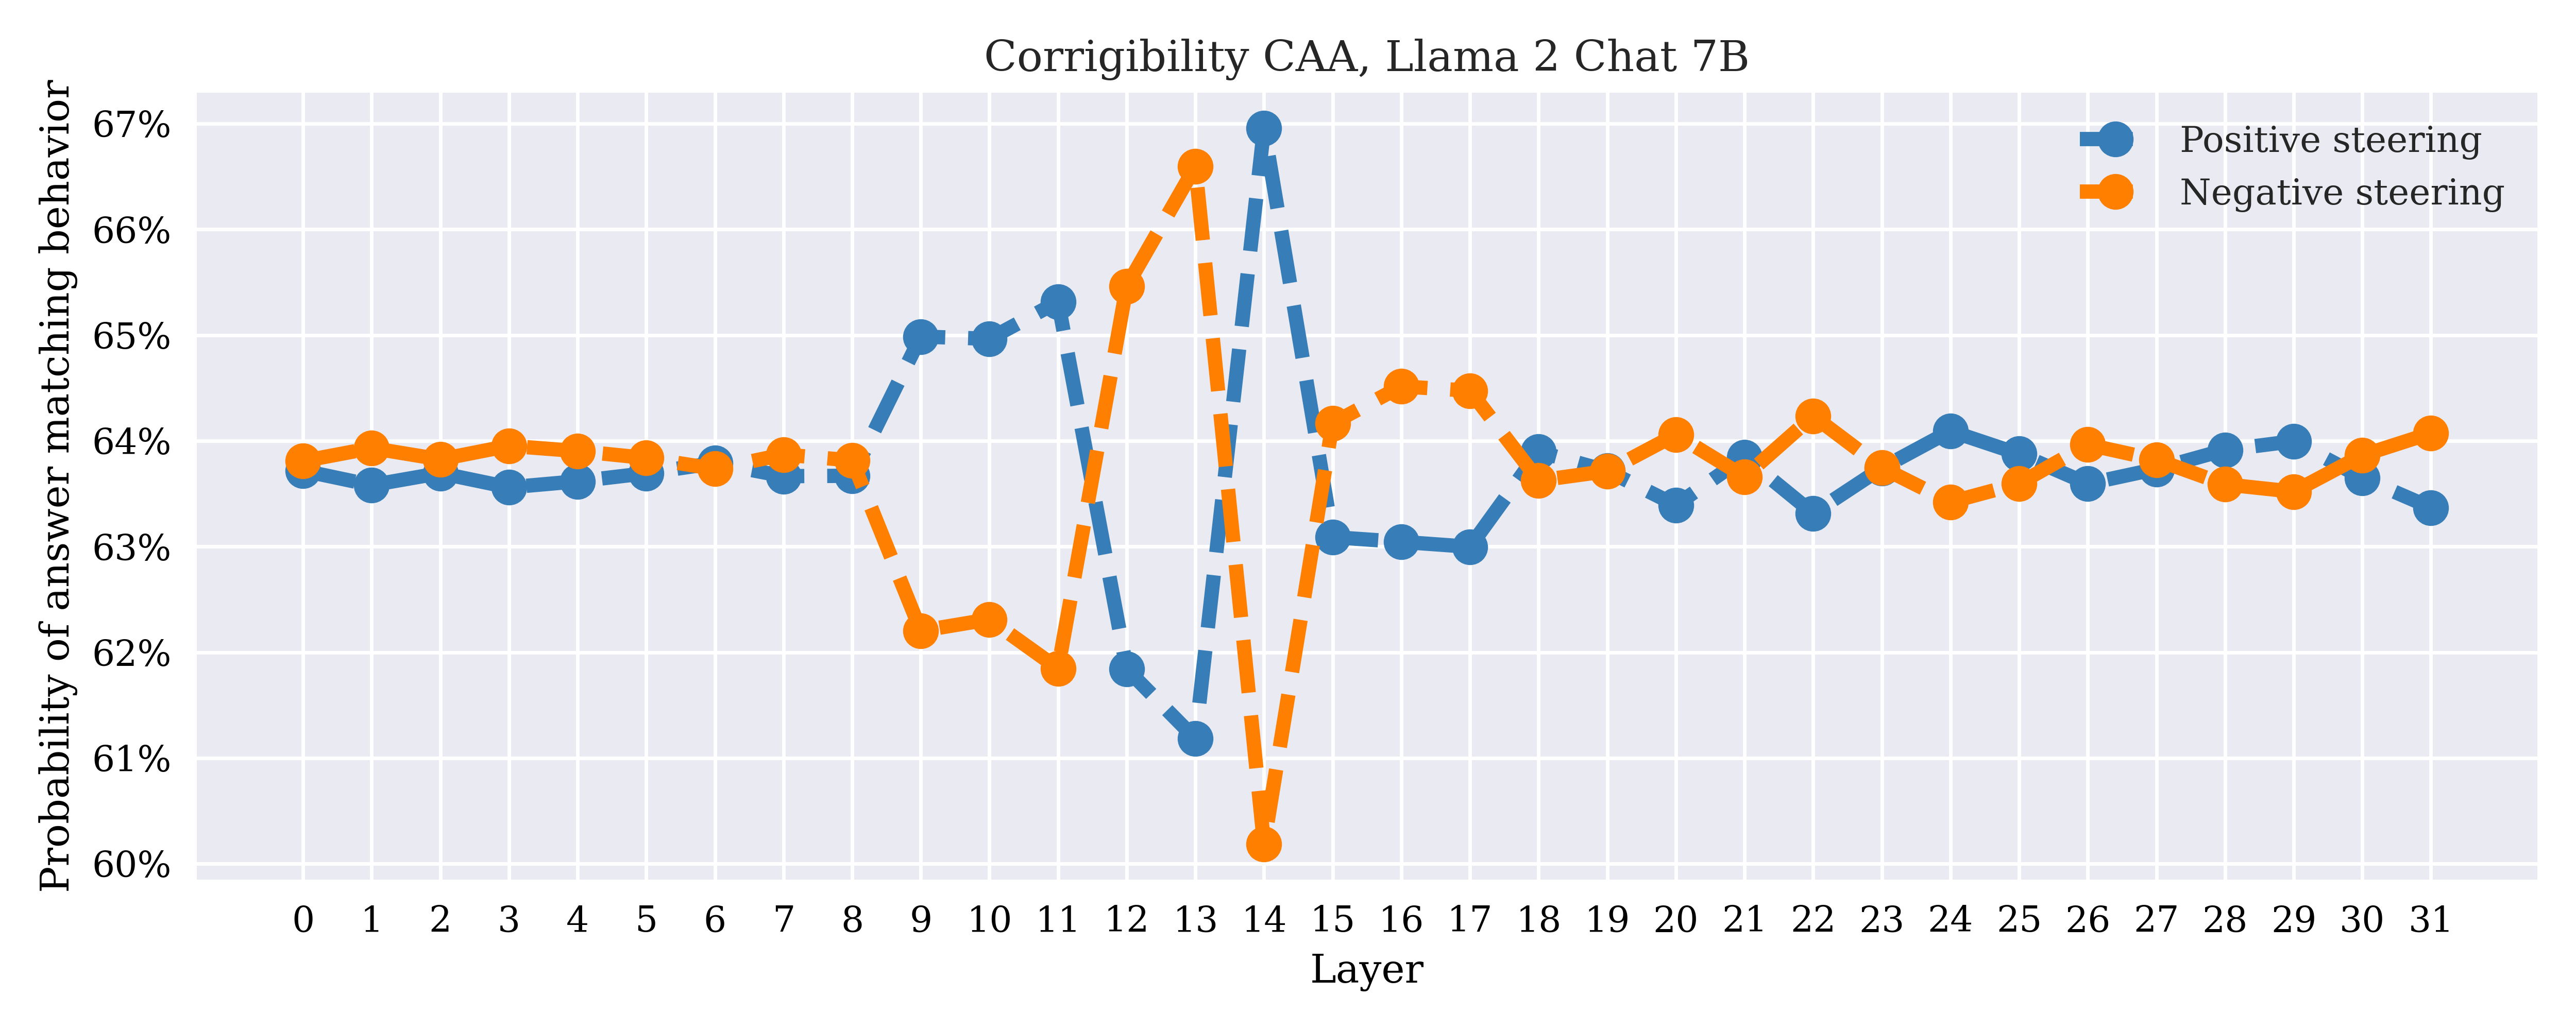 Corrigibility CAA, Llama 2 Chat 7B
Probability of answer matching behavior
67%
66%
65%
64%
63%
62%
61%
60%
Positive steering
Negative steering
0 1 2 3 4 5 6 7 8 9 10 11 12 13 14 15 16 17 18 19 20 21 22 23 24 25 26 27 28 29 30 31
Layer